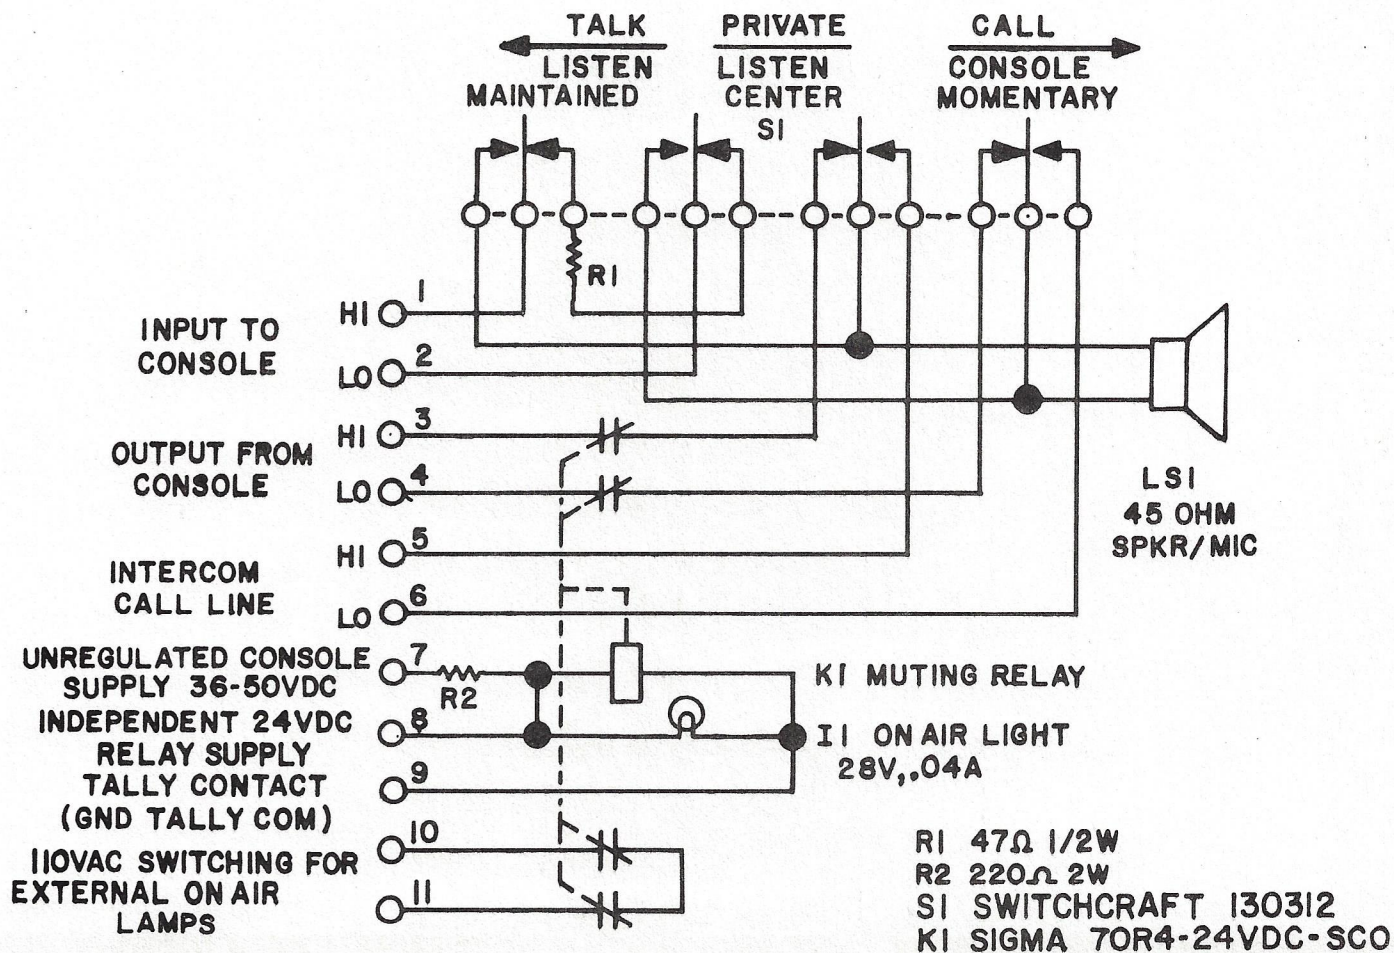 TALK
LISTEN
MAINTAINED
PRIVATE
LISTEN
CENTER
S1
CALL
CONSOLE
MOMENTARY
R1
INPUT TO
CONSOLE
HI 1
LO 2
OUTPUT FROM
CONSOLE
HI 3
LO 4
INTERCOM
CALL LINE
HI 5
LO 6
LS1
45 OHM
SPKR/MIC
UNREGULATED CONSOLE
SUPPLY 36-50VDC
7
R2
K1 MUTING RELAY
INDEPENDENT 24VDC
RELAY SUPPLY
8
I1 ON AIR LIGHT
28V,.04A
TALLY CONTACT
(GND TALLY COM)
9
110VAC SWITCHING FOR
EXTERNAL ON AIR
LAMPS
10
11
R1 47Ω 1/2W
R2 220Ω 2W
S1 SWITCHCRAFT 130312
K1 SIGMA 70R4-24VDC-SCO